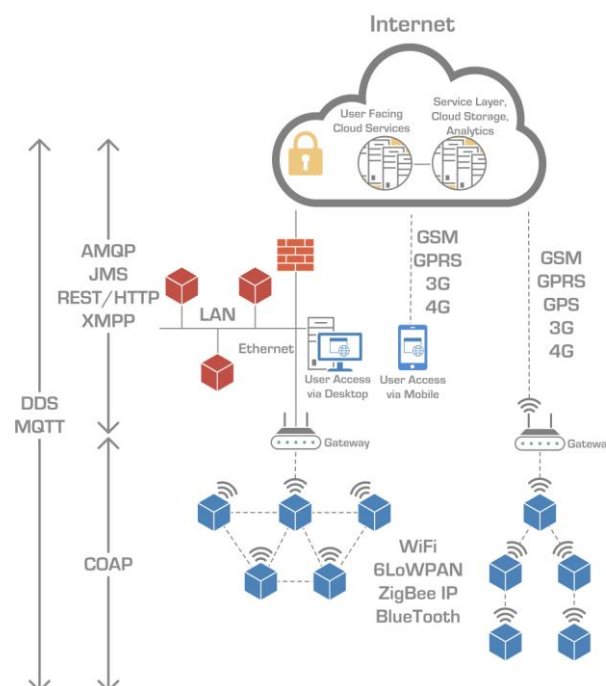 Internet
User Facing
Cloud Services
Service Layer,
Cloud Storage,
Analytics
AMQP
JMS
REST/HTTP
XMPP
DDS
MQTT
COAP
LAN
Ethernet
User Access
via Desktop
User Access
via Mobile
GSM
GPRS
3G
4G
GSM
GPRS
GPS
3G
4G
Gateway
Gatewa
WiFi
6LoWPAN
ZigBee IP
BlueTooth